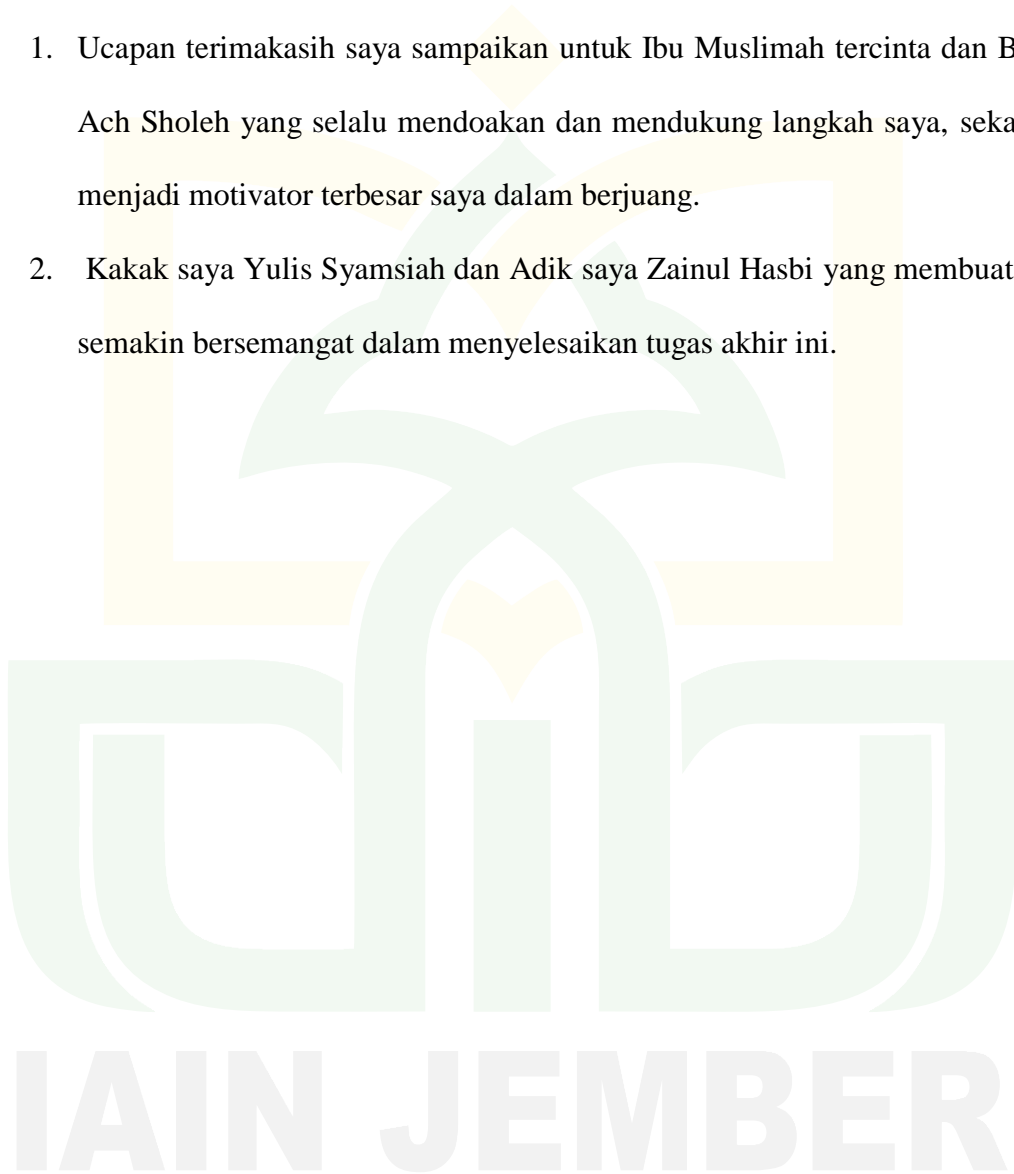 1. Ucapan terimakasih saya sampaikan untuk Ibu Muslimah tercinta dan
Ach Sholeh yang selalu mendoakan dan mendukung langkah saya,
menjadi motivator terbesar saya dalam berjuang.
2. Kakak saya Yulis Syamsiah dan Adik saya Zainul Hasbi yang membuat
semakin bersemangat dalam menyelesaikan tugas akhir ini.
IAIN JEMBER